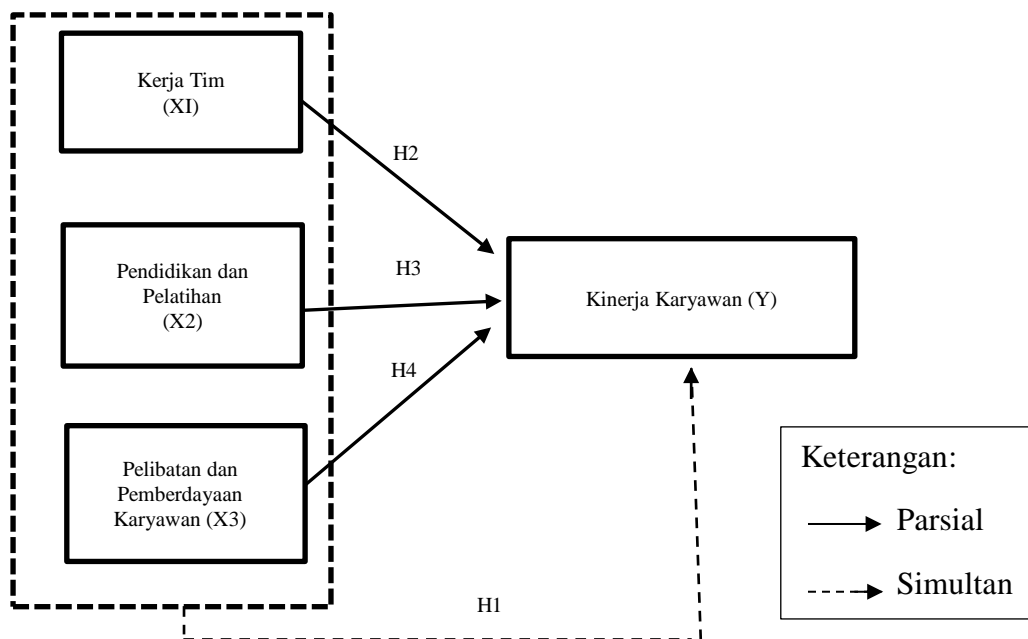 Kerja Tim
(XI)
H2
Pendidikan dan
Pelatihan
(X2)
H3
Kinerja Karyawan (Y)
H4
Pelibatan dan
Pemberdayaan
Karyawan (X3)
Keterangan:
Parsial
Simultan
H1